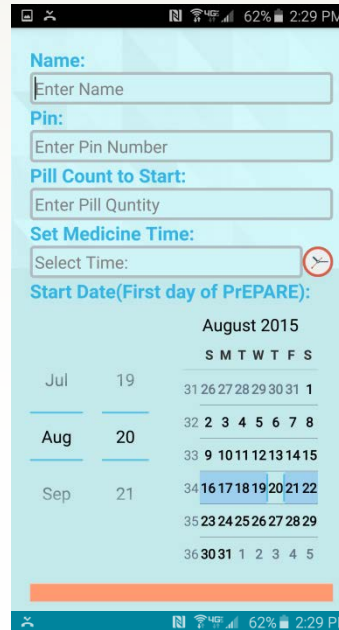 4G LTE 62% 2:29 PM
Name:
Enter Name
Pin:
Enter Pin Number
Pill Count to Start:
Enter Pill Quntity
Set Medicine Time:
Select Time:
Start Date(First day of PrEPARE):
August 2015
S M T W T F S
Jul 19
31 26 27 28 29 30 31 1
32 2 3 4 5 6 7 8
Aug 20
33 9 10 11 12 13 14 15
34 16 17 18 19 20 21 22
Sep 21
35 23 24 25 26 27 28 29
36 30 31 1 2 3 4 5
4G LTE 62% 2:29 P